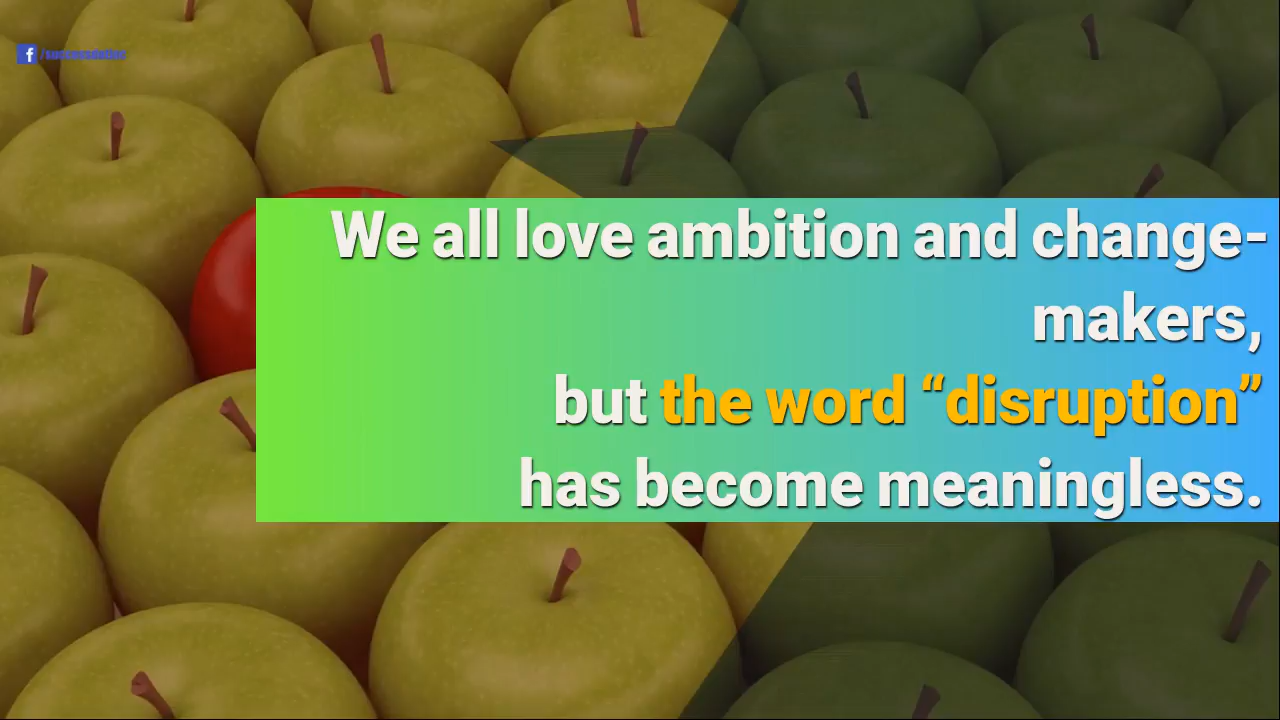 We all love ambition and change-
makers,
but the word “disruption”
has become meaningless.